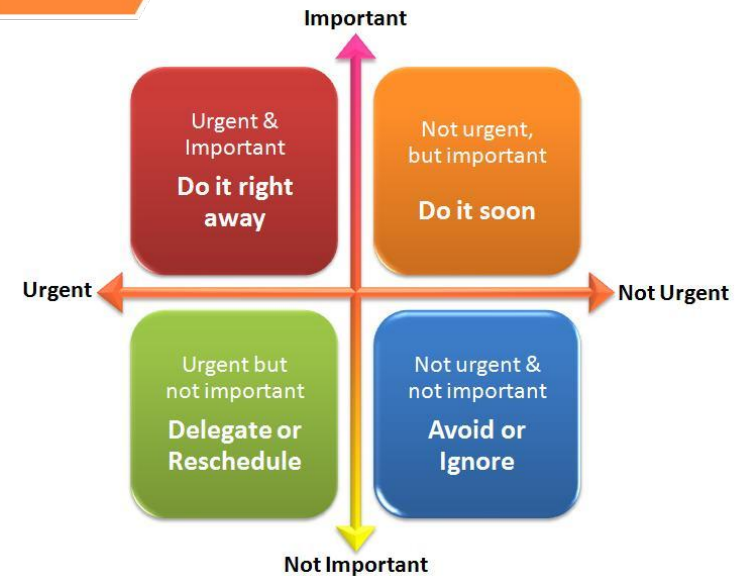 Important
Urgent &
Important
Do it right
away
Not urgent,
but important
Do it soon
Urgent
Not Urgent
Urgent but
not important
Delegate or
Reschedule
Not urgent &
not important
Avoid or
Ignore
Not Important